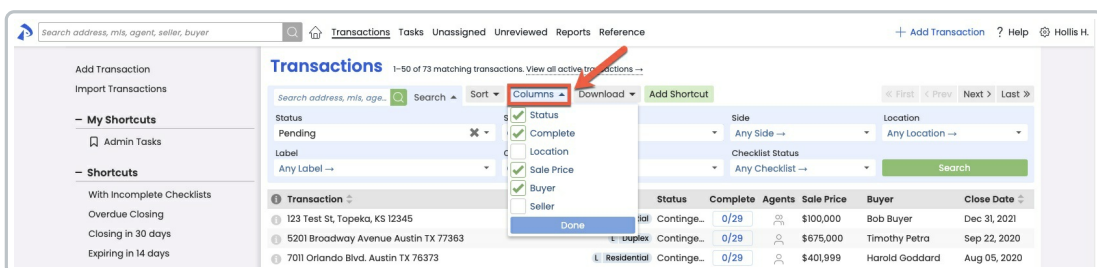 Search address, mls, agent, seller, buyer
Transactions Tasks Unassigned Unreviewed Reports Reference
+ Add Transaction ? Help Hollis H.
Add Transaction
Import Transactions
– My Shortcuts
Admin Tasks
– Shortcuts
With Incomplete Checklists
Overdue Closing
Closing in 30 days
Expiring in 14 days
Transactions 1–50 of 73 matching transactions. View all active transactions →
Search address, mls, age... Search Sort Columns Download Add Shortcut « First < Prev Next > Last »
Status Side Location
Pending Any Side → Any Location →
Label Checklist Status
Any Label → Any Checklist → Search
Status
Complete
Location
Sale Price
Buyer
Seller
Done
Transaction Status Complete Agents Sale Price Buyer Close Date
123 Test St, Topeka, KS 12345 Continge... 0/29 $100,000 Bob Buyer Dec 31, 2021
5201 Broadway Avenue Austin TX 77363 L Duplex Continge... 0/29 $675,000 Timothy Petra Sep 22, 2020
7011 Orlando Blvd. Austin TX 76373 L Residential Continge... 0/29 $401,999 Harold Goddard Aug 05, 2020